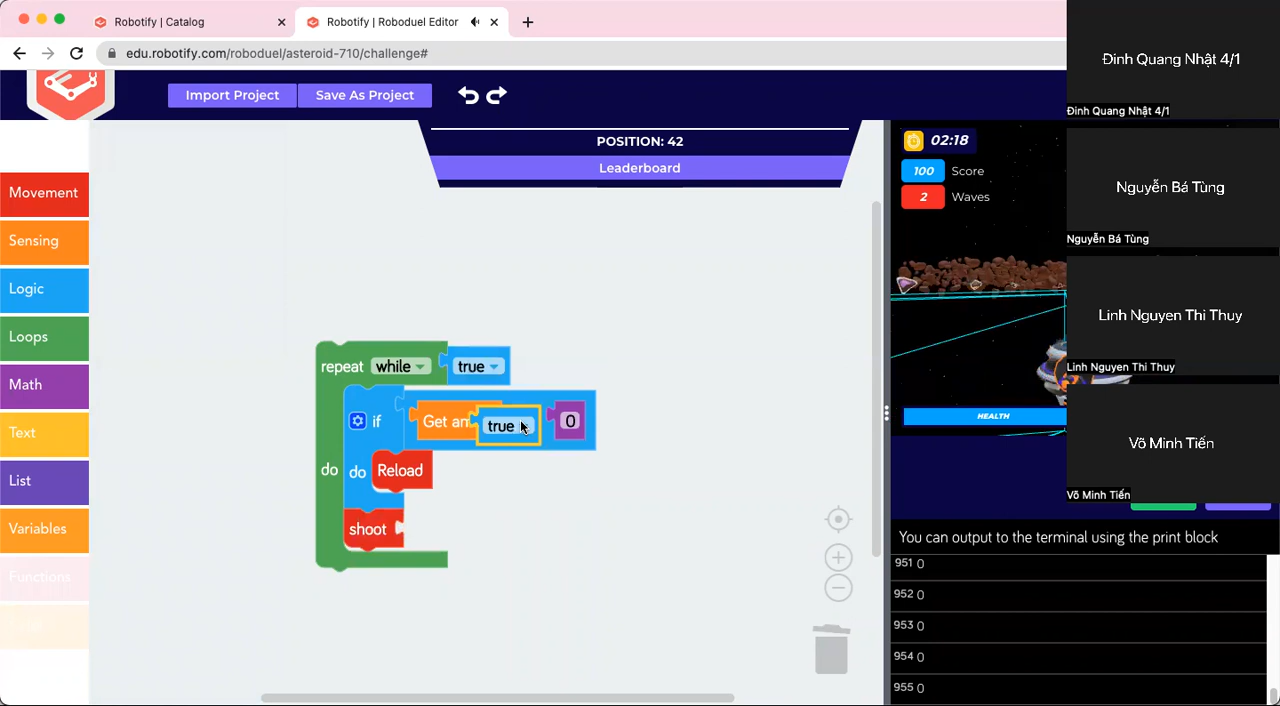 Robotify | Catalog
Robotify | Roboduel Editor
edu.robotify.com/roboduel/asteroid-710/challenge#
Import Project
Save As Project
POSITION: 42
Leaderboard
Movement
Sensing
Logic
Loops
Math
Text
List
Variables
Functions
repeat while true
if Get an true 0
do do Reload
shoot
02:18
100 Score
2 Waves
HEALTH
You can output to the terminal using the print block
951 0
952 0
953 0
954 0
955 0
Đinh Quang Nhật 4/1
Đinh Quang Nhật 4/1
Nguyễn Bá Tùng
Nguyễn Bá Tùng
Linh Nguyen Thi Thuy
Linh Nguyen Thi Thuy
Võ Minh Tiến
Võ Minh Tiến